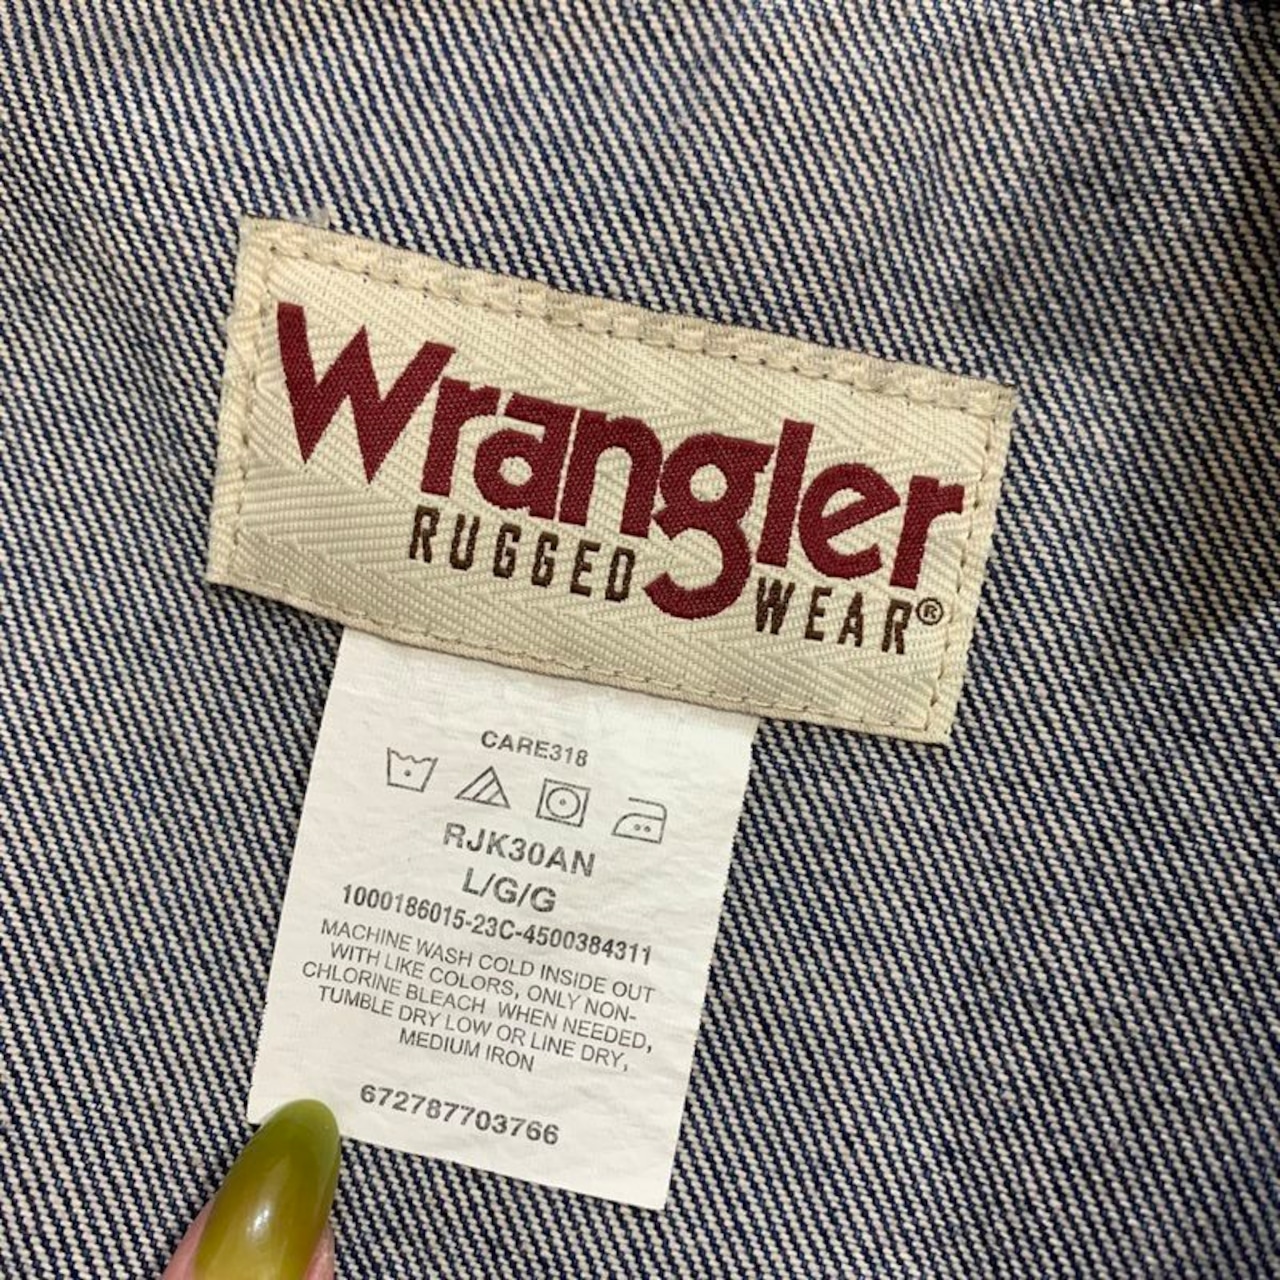 Wrangler
RUGGED WEAR®
CARE318
RJK30AN
L/G/G
1000186015-23C-4500384311
MACHINE WASH COLD INSIDE OUT
WITH LIKE COLORS, ONLY NON-
CHLORINE BLEACH WHEN NEEDED,
TUMBLE DRY LOW OR LINE DRY,
MEDIUM IRON
672787703766